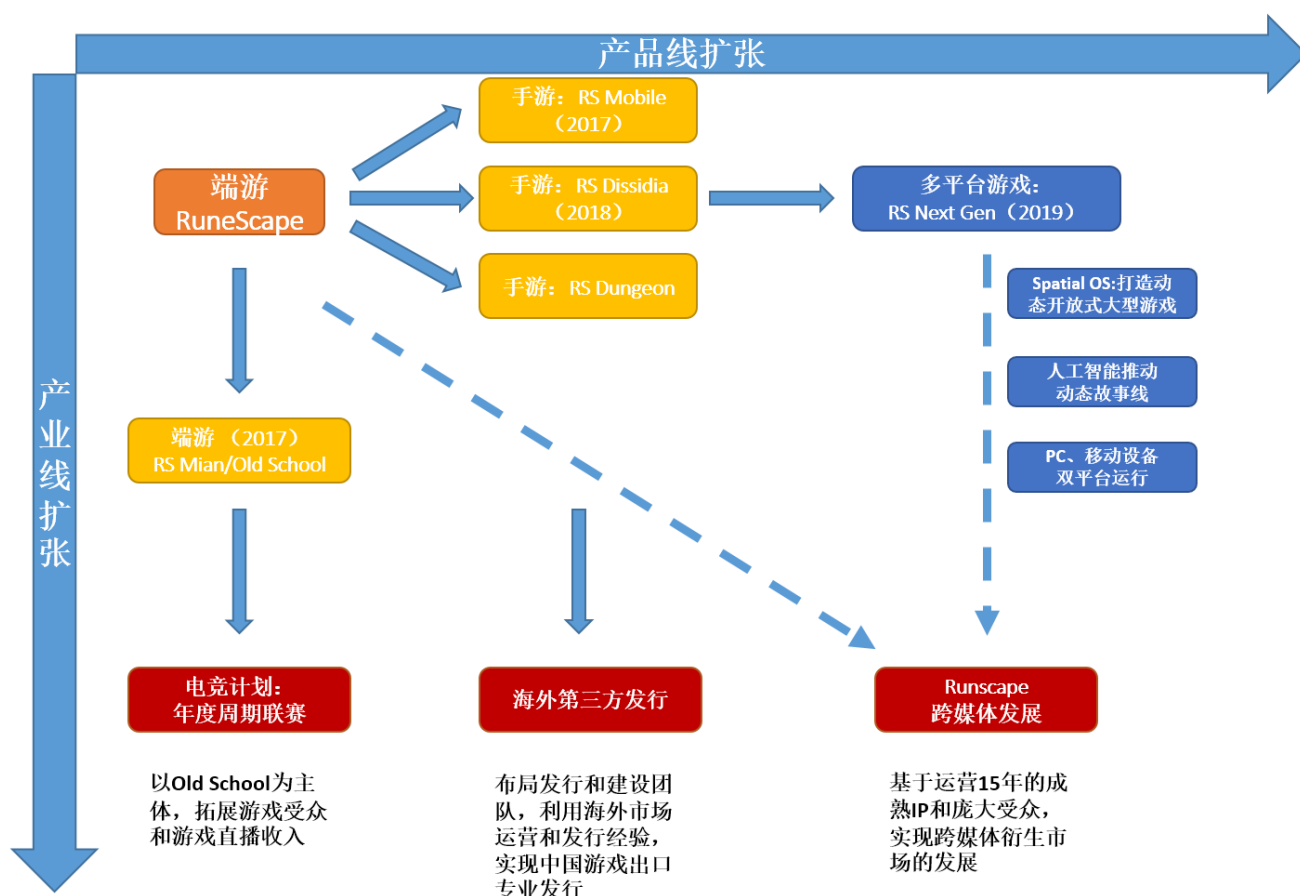 产品线扩张
产业线扩张
手游：RS Mobile
（2017）
端游
RuneScape
手游：RS Dissidia
（2018）
多平台游戏：
RS Next Gen（2019）
手游：RS Dungeon
Spatial OS:打造动
态开放式大型游戏
人工智能推动
动态故事线
端游 （2017）
RS Mian/Old School
PC、移动设备
双平台运行
电竞计划：
年度周期联赛
海外第三方发行
Runscape
跨媒体发展
以Old School为主
体，拓展游戏受众
和游戏直播收入
布局发行和建设团
队，利用海外市场
运营和发行经验，
实现中国游戏出口
专业发行
基于运营15年的成
熟IP和庞大受众，
实现跨媒体衍生市
场的发展